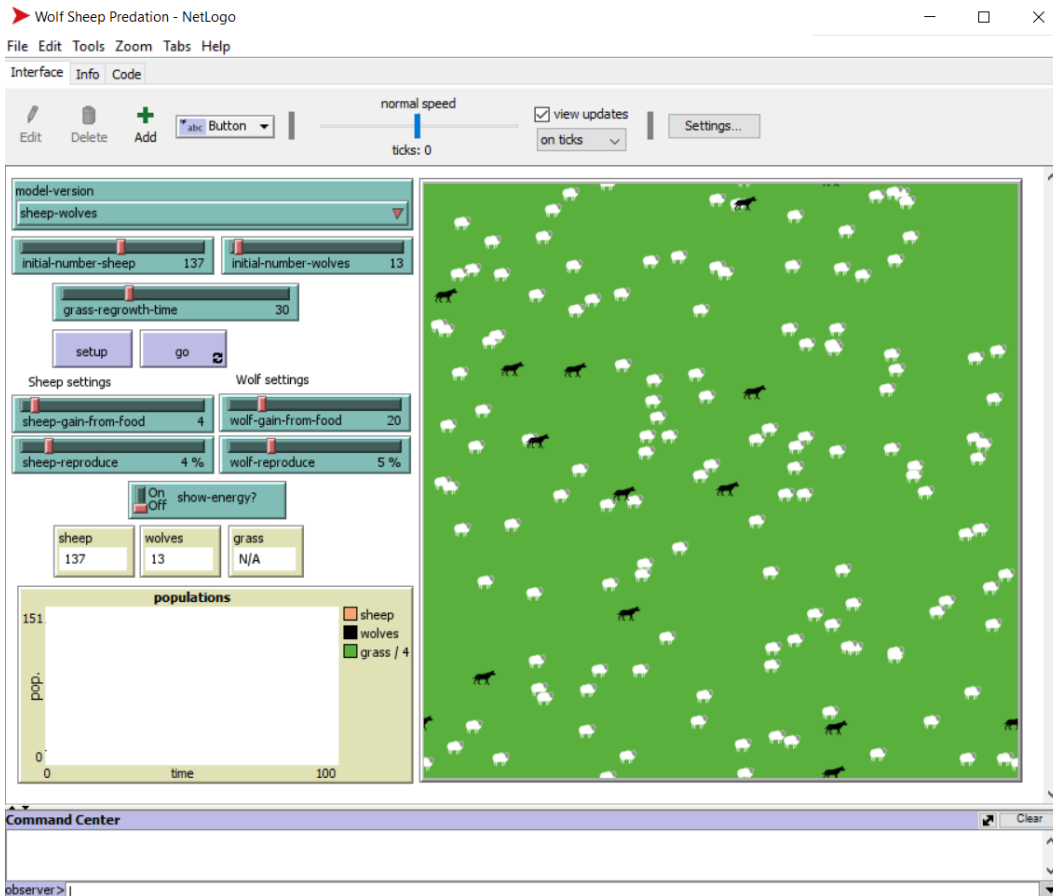 Wolf Sheep Predation - NetLogo
File Edit Tools Zoom Tabs Help
Interface Info Code
normal speed
view updates
Edit Delete Add abc Button on ticks Settings...
ticks: 0
model-version
sheep-wolves
initial-number-sheep 137 initial-number-wolves 13
grass-regrowth-time 30
setup go
Sheep settings Wolf settings
sheep-gain-from-food 4 wolf-gain-from-food 20
sheep-reproduce 4 % wolf-reproduce 5 %
On
Off show-energy?
sheep wolves grass
137 13 N/A
populations
151
pop.
0
0 time 100
sheep
wolves
grass / 4
Command Center Clear
observer>